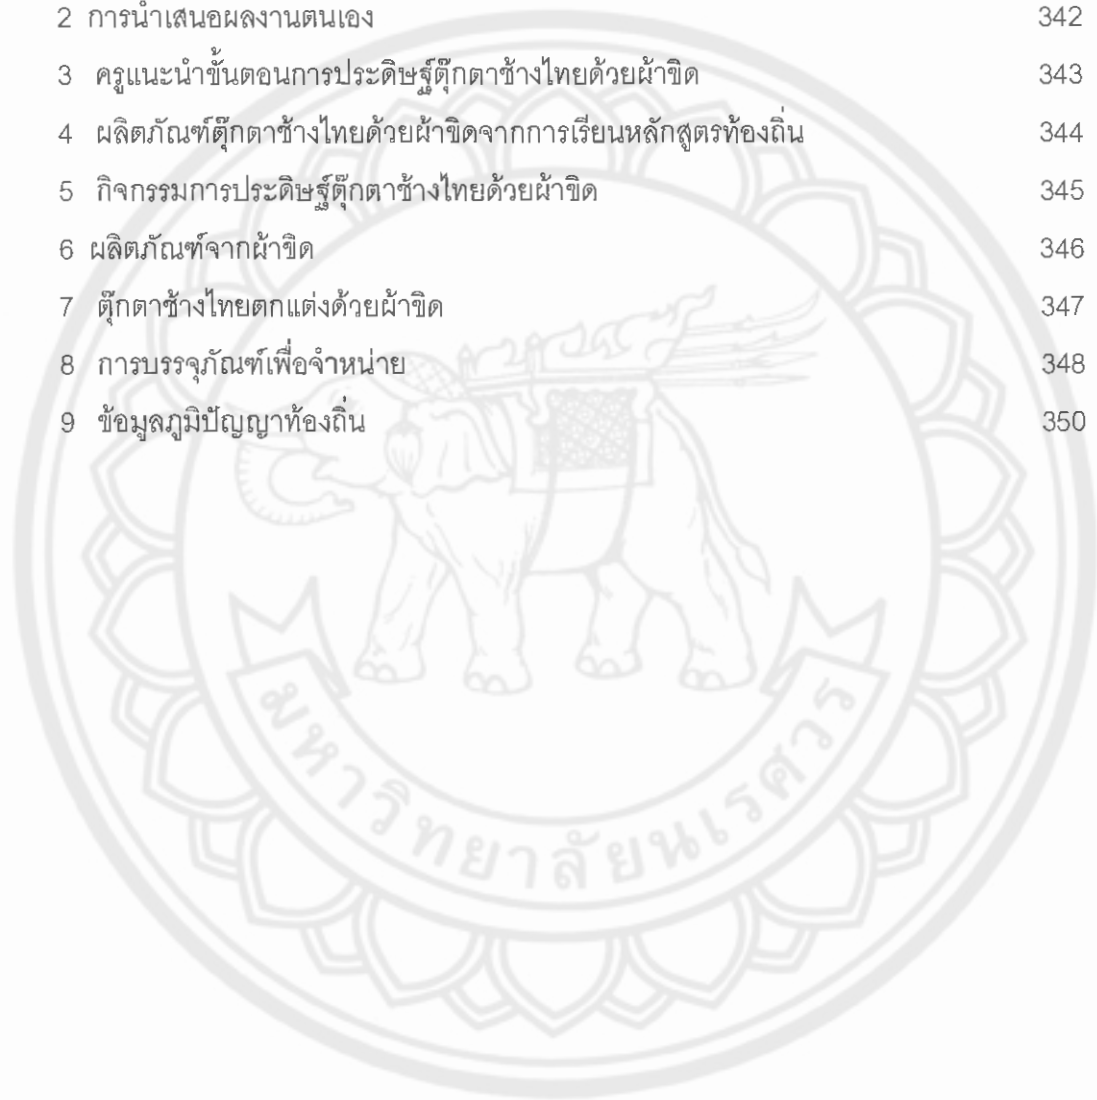 2 การนำเสนอผลงานตนเอง 342
3 ครูแนะนำขั้นตอนการประดิษฐ์ตุ๊กตาช้างไทยด้วยผ้าขิด 343
4 ผลิตภัณฑ์ตุ๊กตาช้างไทยด้วยผ้าขิดจากการเรียนหลักสูตรท้องถิ่น 344
5 กิจกรรมการประดิษฐ์ตุ๊กตาช้างไทยด้วยผ้าขิด 345
6 ผลิตภัณฑ์จากผ้าขิด 346
7 ตุ๊กตาช้างไทยตกแต่งด้วยผ้าขิด 347
8 การบรรจุภัณฑ์เพื่อจำหน่าย 348
9 ข้อมูลภูมิปัญญาท้องถิ่น 350
มหาวิทยาลัยนเรศวร